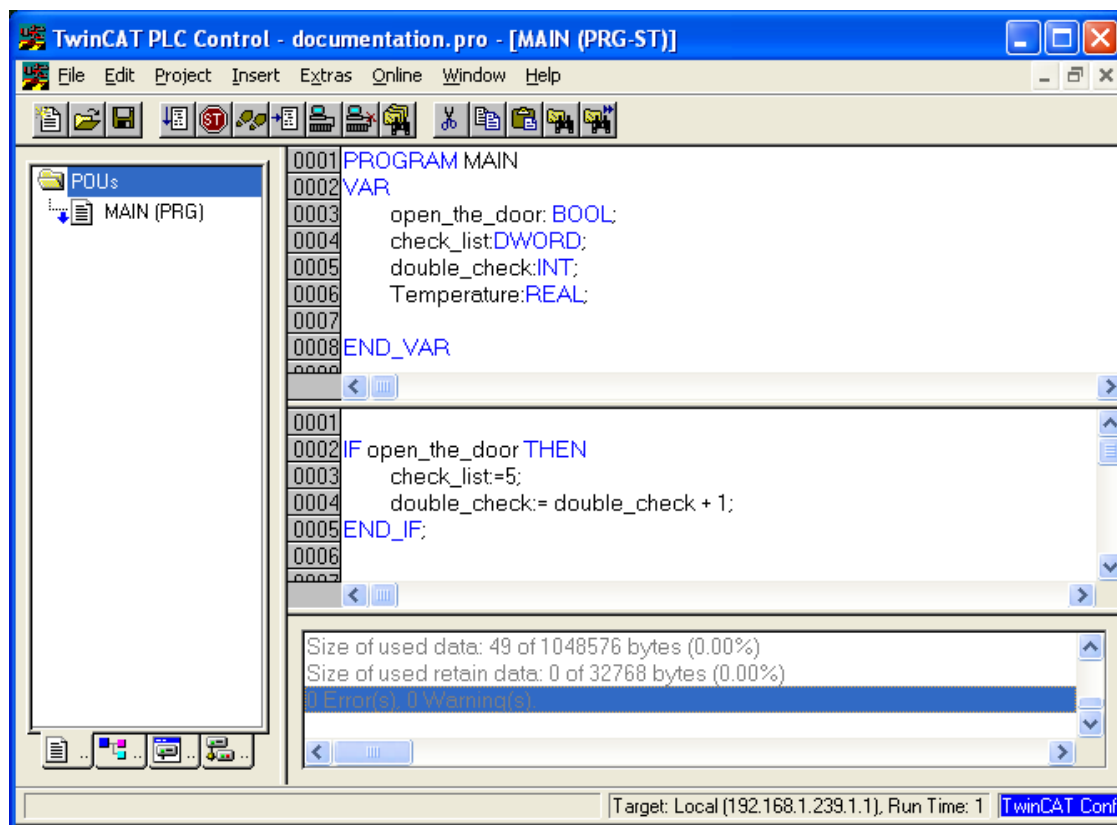 TwinCAT PLC Control - documentation.pro - [MAIN (PRG-ST)]
File Edit Project Insert Extras Online Window Help
ST
POUs
MAIN (PRG)
0001 PROGRAM MAIN
0002 VAR
0003 open_the_door: BOOL;
0004 check_list:DWORD;
0005 double_check:INT;
0006 Temperature:REAL;
0007
0008 END_VAR
0001
0002 IF open_the_door THEN
0003 check_list:=5;
0004 double_check:= double_check + 1;
0005 END_IF;
0006
0007
Size of used data: 49 of 1048576 bytes (0.00%)
Size of used retain data: 0 of 32768 bytes (0.00%)
0 Error(s), 0 Warning(s).
.. .. .. ..
Target: Local (192.168.1.239.1.1), Run Time: 1 TwinCAT Conf